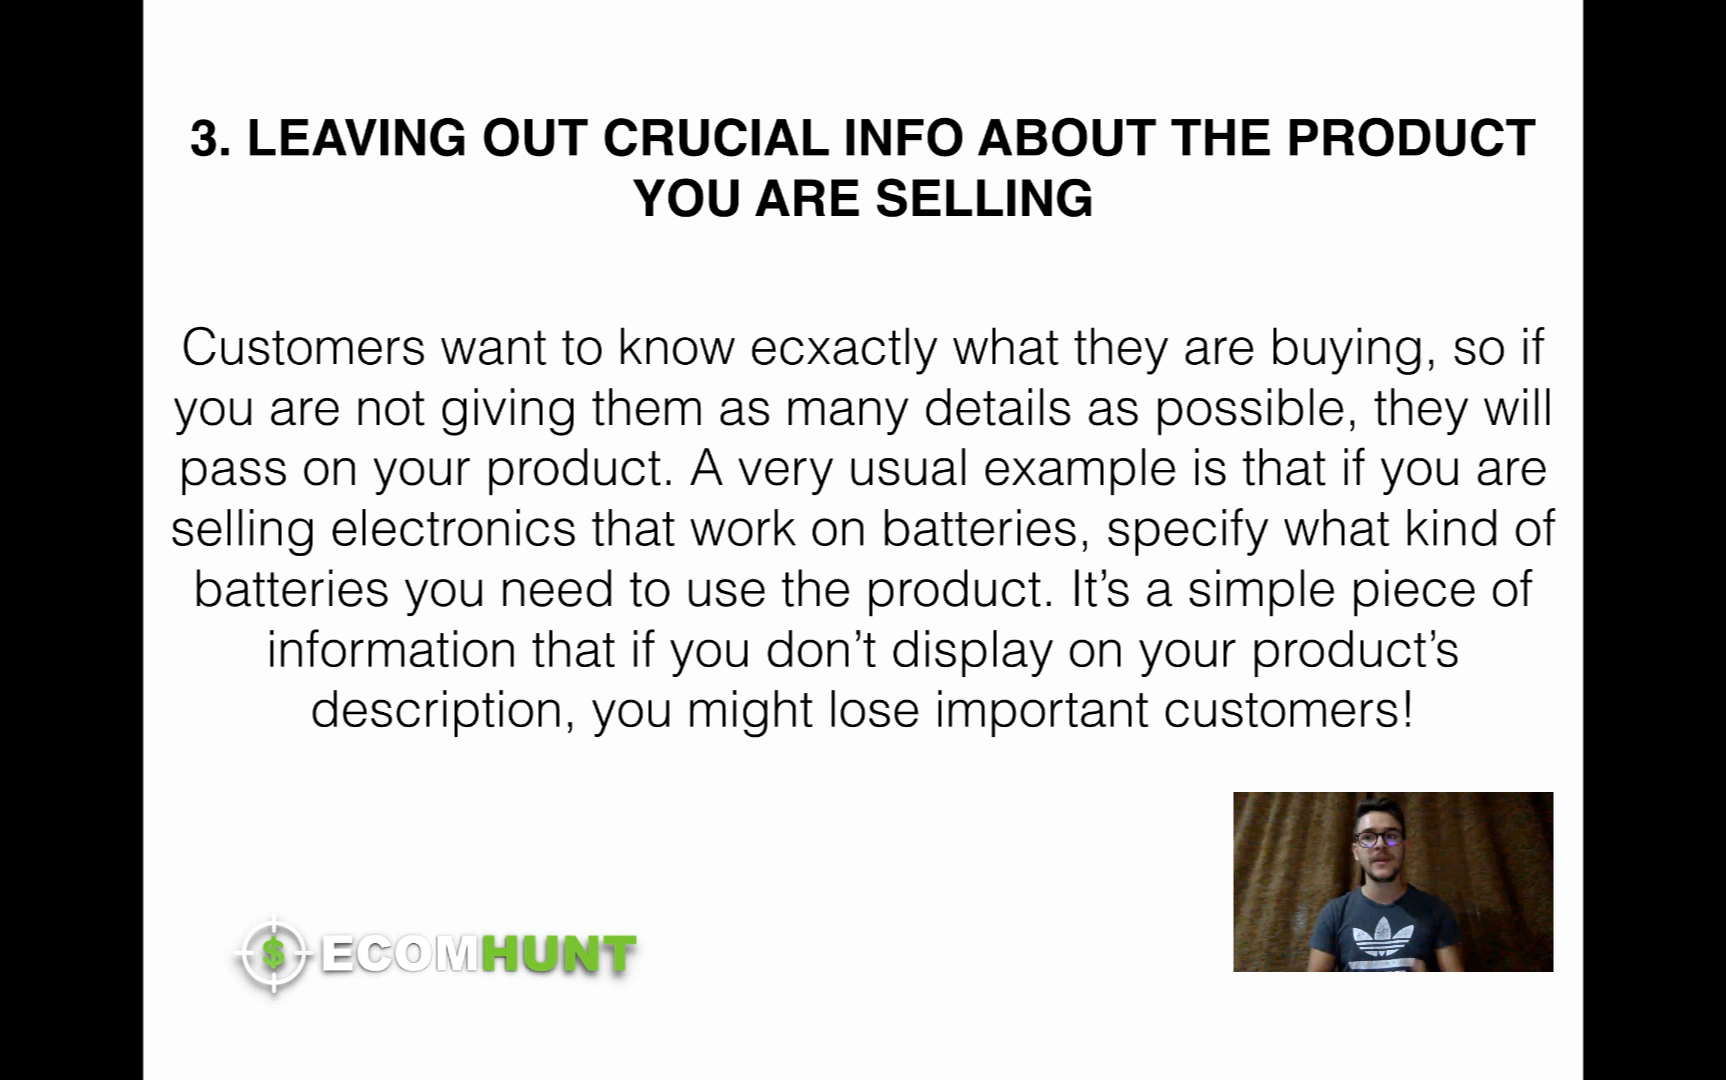 3. LEAVING OUT CRUCIAL INFO ABOUT THE PRODUCT
YOU ARE SELLING
Customers want to know ecxactly what they are buying, so if
you are not giving them as many details as possible, they will
pass on your product. A very usual example is that if you are
selling electronics that work on batteries, specify what kind of
batteries you need to use the product. It’s a simple piece of
information that if you don’t display on your product’s
description, you might lose important customers!
$ ECOMHUNT